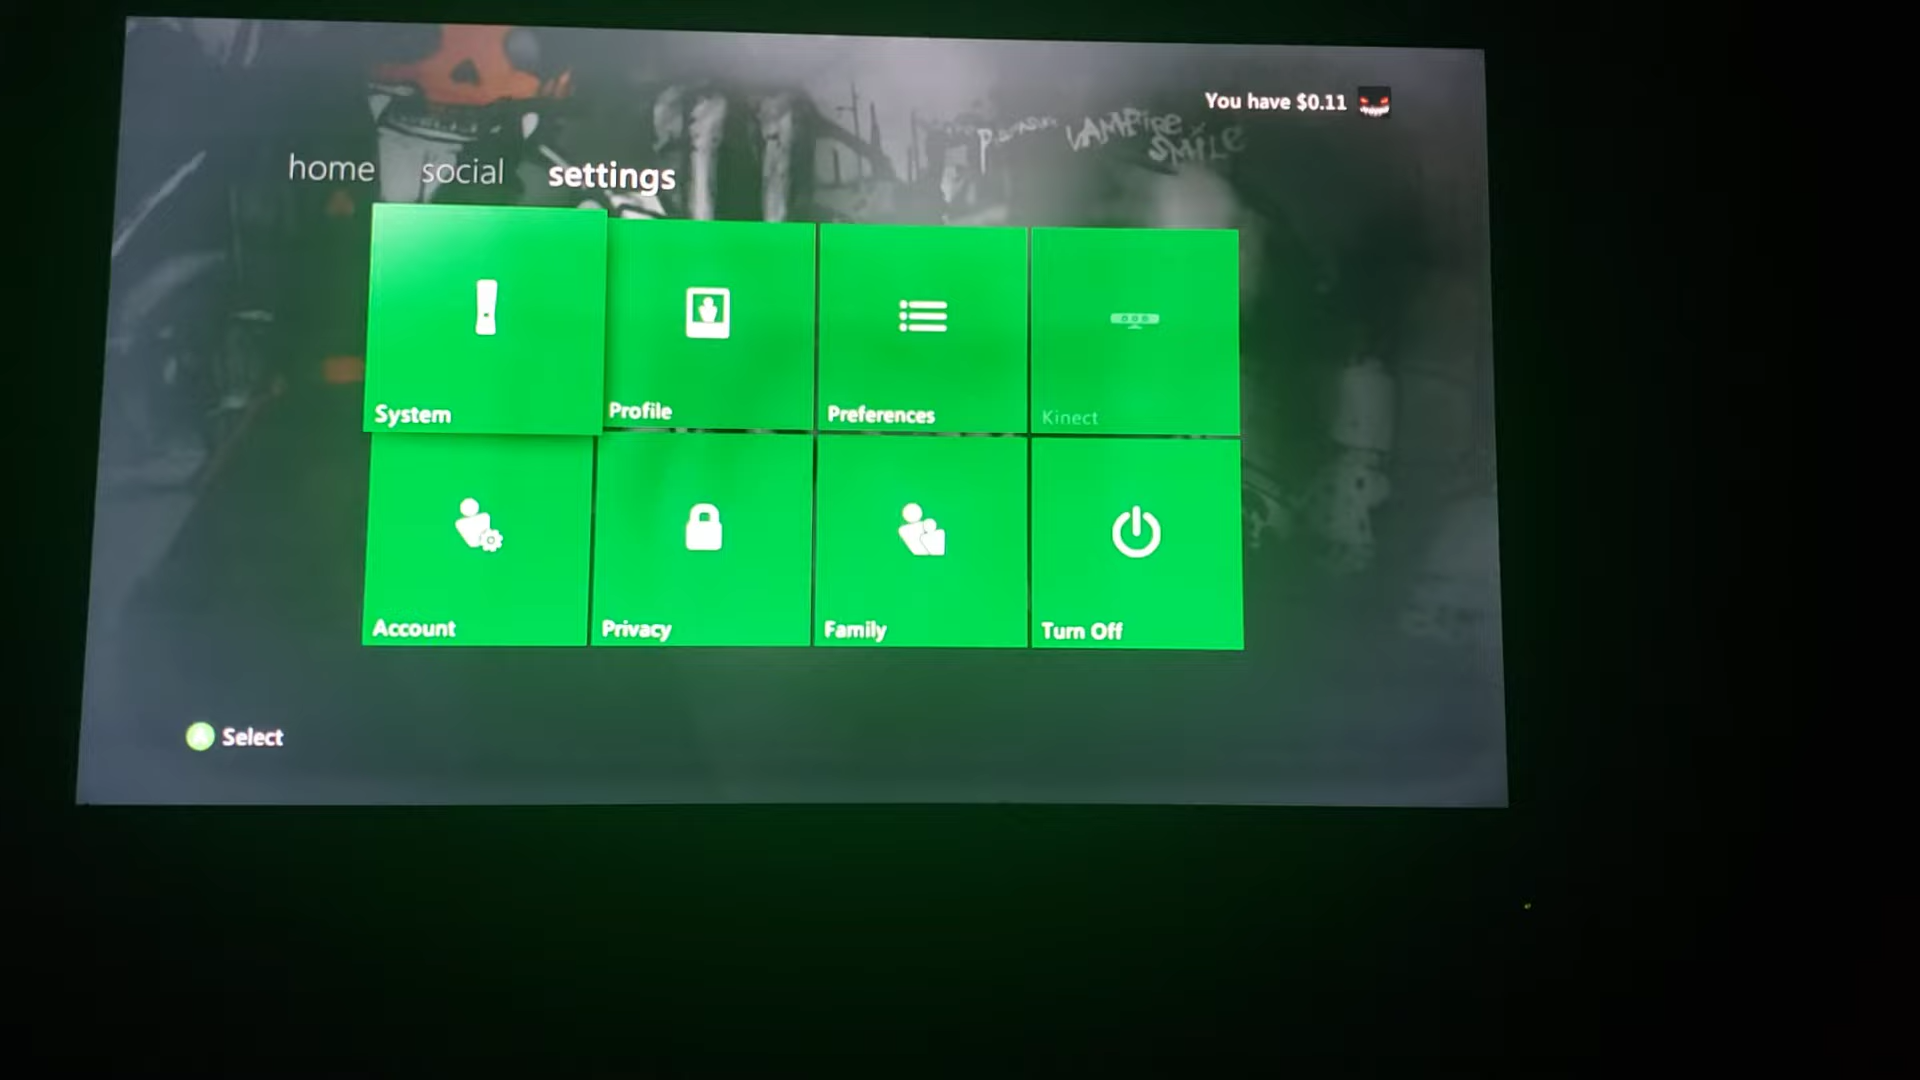 You have $0.11
VAMPIRE
SMILE
home social settings
System Profile Preferences Kinect
Account Privacy Family Turn Off
A Select